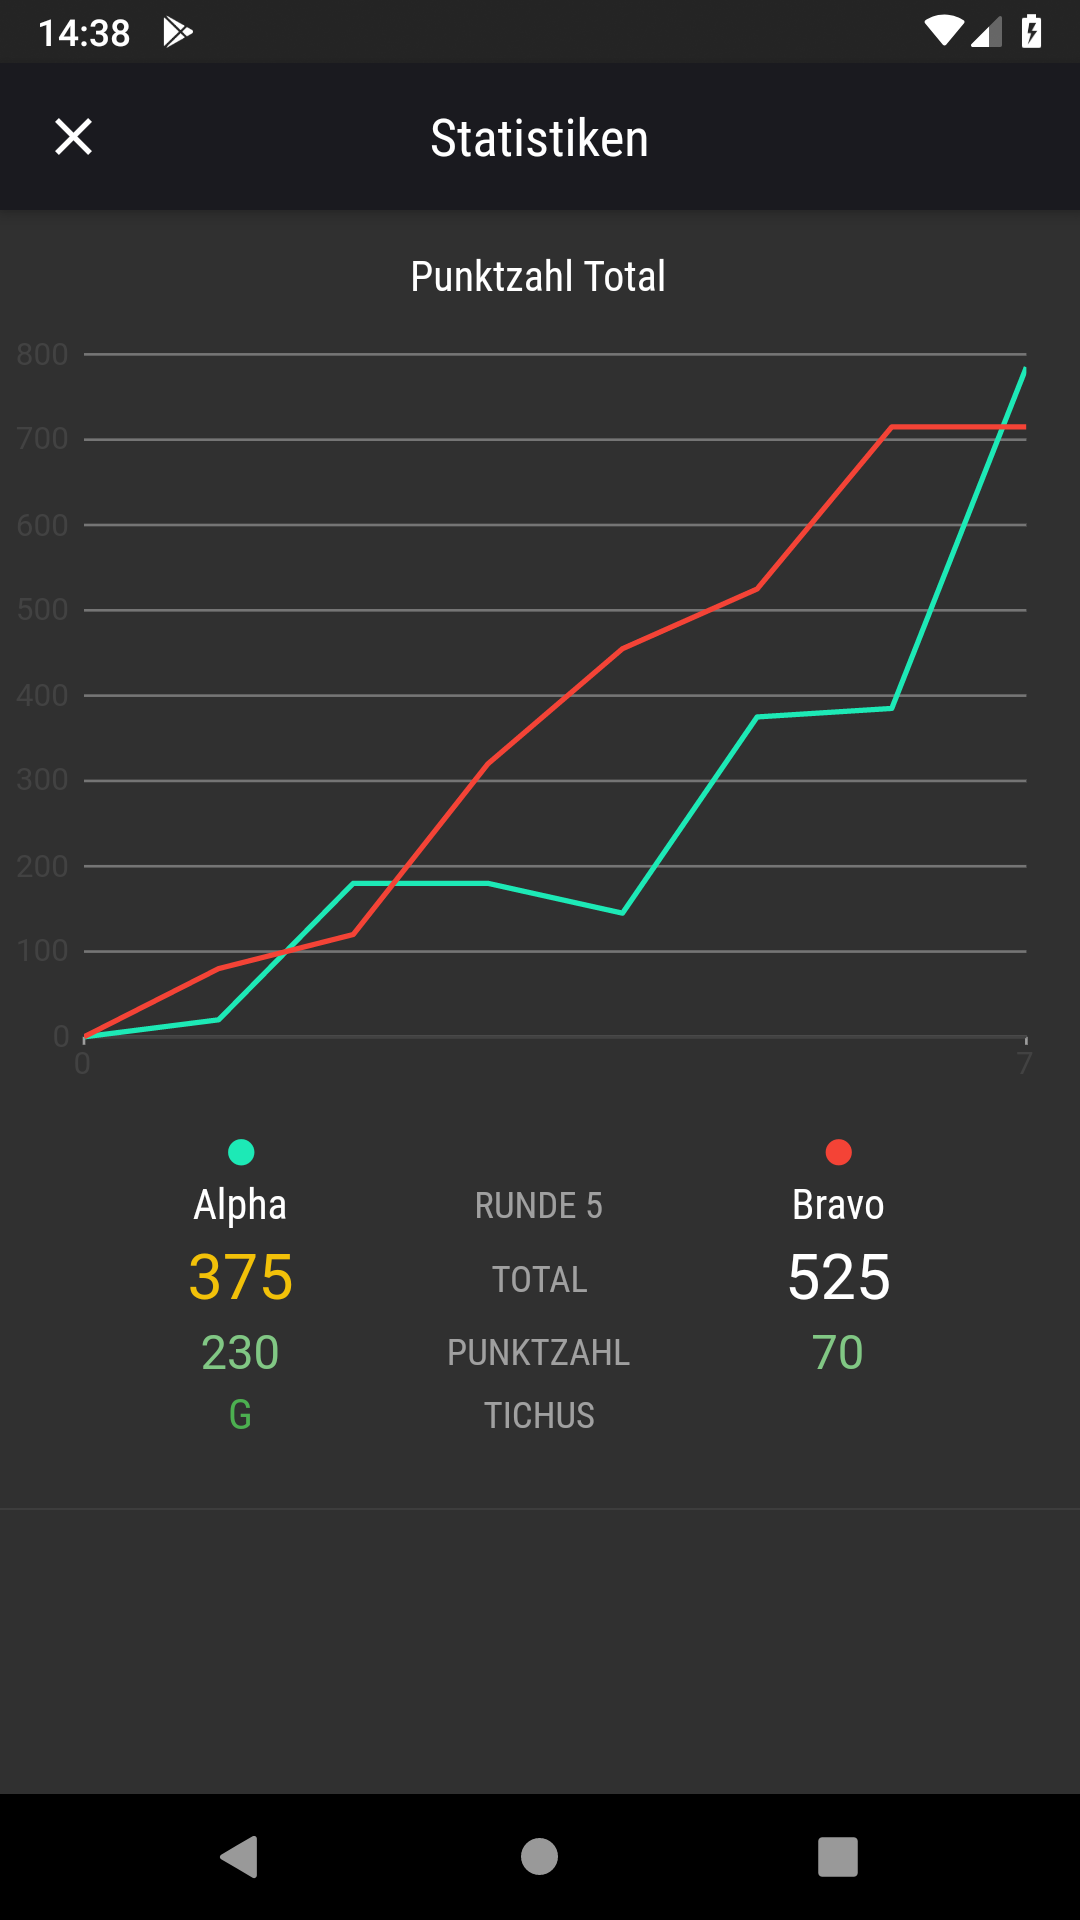 14:38
Statistiken
Punktzahl Total
800
700
600
500
400
300
200
100
0
0 7
Alpha RUNDE 5 Bravo
375 TOTAL 525
230 PUNKTZAHL 70
G TICHUS